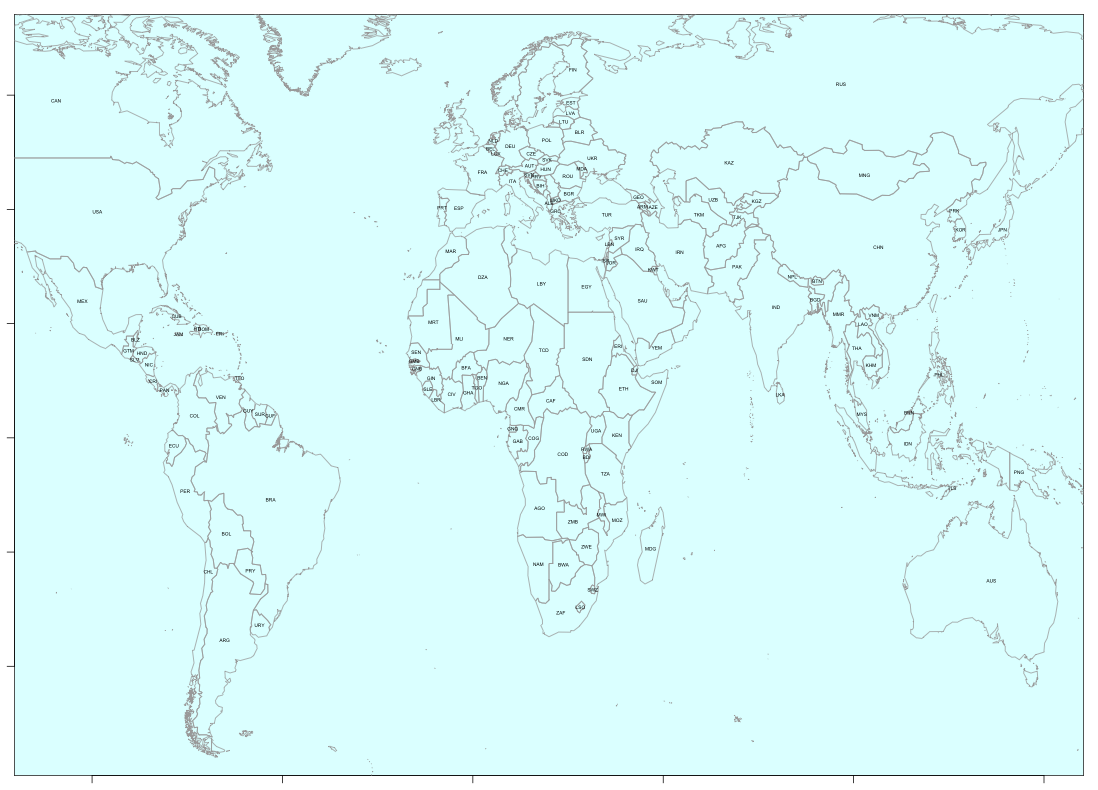 CAN
FIN
RUS
EST
LVA
LTU
BLR
POL
DEU
CZE
SVK
UKR
AUT
HUN
FRA
ITA
ROU
BIH
BGR
KAZ
MNG
USA
PRT
ESP
GRC
TUR
GEO
ARM
AZE
UZB
KGZ
TKM
TJK
PRK
KOR
JPN
CHN
MAR
SYR
LBN
IRQ
IRN
AFG
PAK
KWT
JOR
NPL
BTN
BGD
IND
MEX
DZA
LBY
EGY
SAU
MMR
LAO
VNM
CUB
DOM
PRI
JAM
BLZ
GTM
HND
SLV
NIC
CRI
PAN
TTO
MRT
MLI
NER
TCD
SDN
ERI
YEM
DJI
SEN
GMB
GNB
GIN
SLE
LBR
CIV
BFA
GHA
TGO
BEN
NGA
ETH
SOM
THA
KHM
PHL
LKA
VEN
GUY
SUR
GUF
COL
ECU
CMR
CAF
GNQ
GAB
COG
COD
UGA
KEN
RWA
BDI
TZA
MYS
BRN
IDN
PNG
TLS
PER
BRA
BOL
AGO
ZMB
MWI
MOZ
MDG
ZWE
NAM
BWA
SWZ
LSO
ZAF
CHL
PRY
ARG
URY
AUS